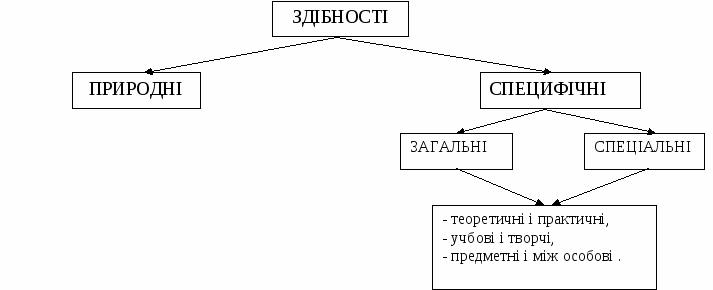 ЗДІБНОСТІ
ПРИРОДНІ
СПЕЦИФІЧНІ
ЗАГАЛЬНІ
СПЕЦІАЛЬНІ
- теоретичні і практичні,
- учбові і творчі,
- предметні і між особові .